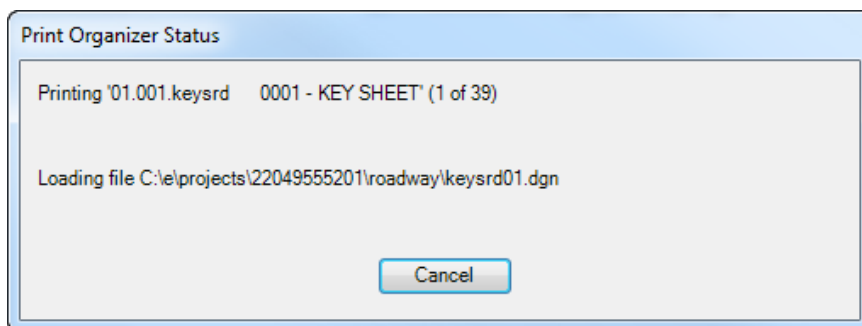 Print Organizer Status
Printing '01.001.keysrd 0001 - KEY SHEET' (1 of 39)
Loading file C:\e\projects\22049555201\roadway\keysrd01.dgn
Cancel